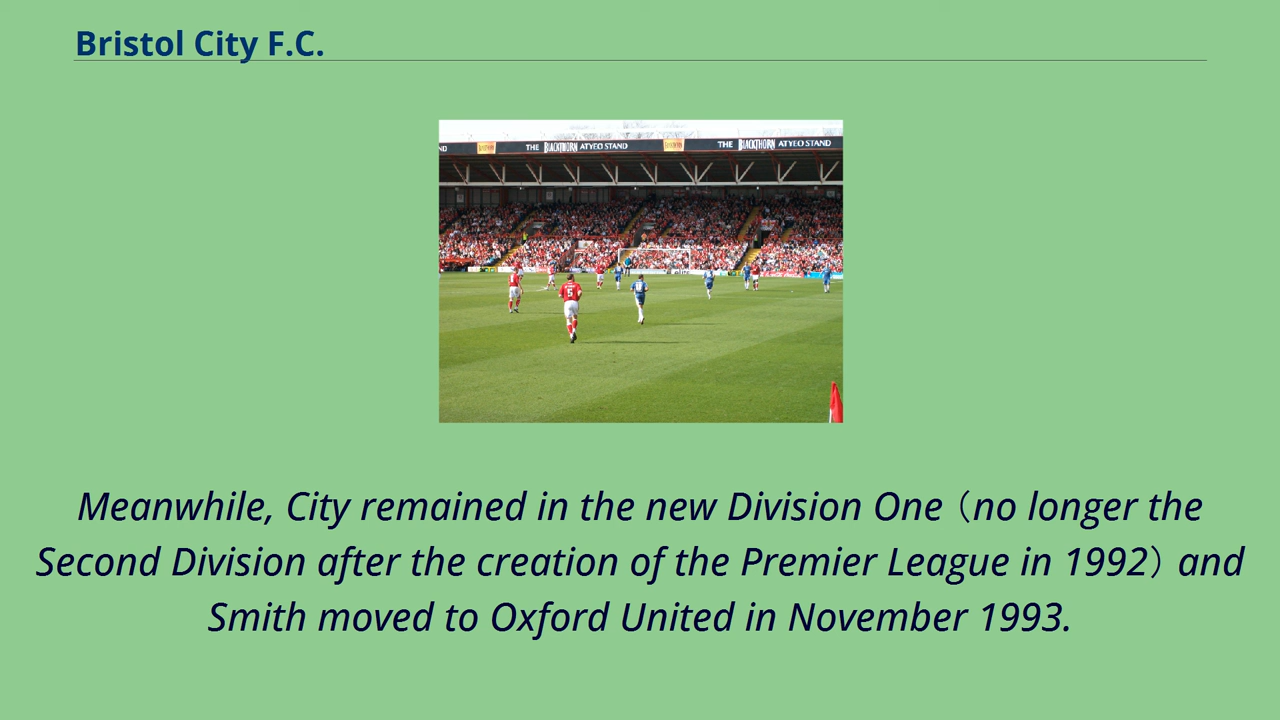 Bristol City F.C.
THE BLACKTHORN ATYEO STAND THE BLACKTHORN ATYEO STAND
5
Meanwhile, City remained in the new Division One (no longer the
Second Division after the creation of the Premier League in 1992) and
Smith moved to Oxford United in November 1993.